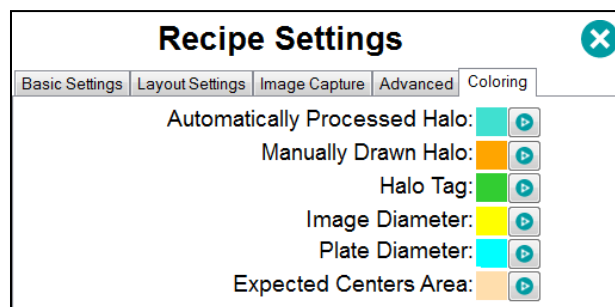 Recipe Settings
Basic Settings Layout Settings Image Capture Advanced Coloring
Automatically Processed Halo:
Manually Drawn Halo:
Halo Tag:
Image Diameter:
Plate Diameter:
Expected Centers Area: